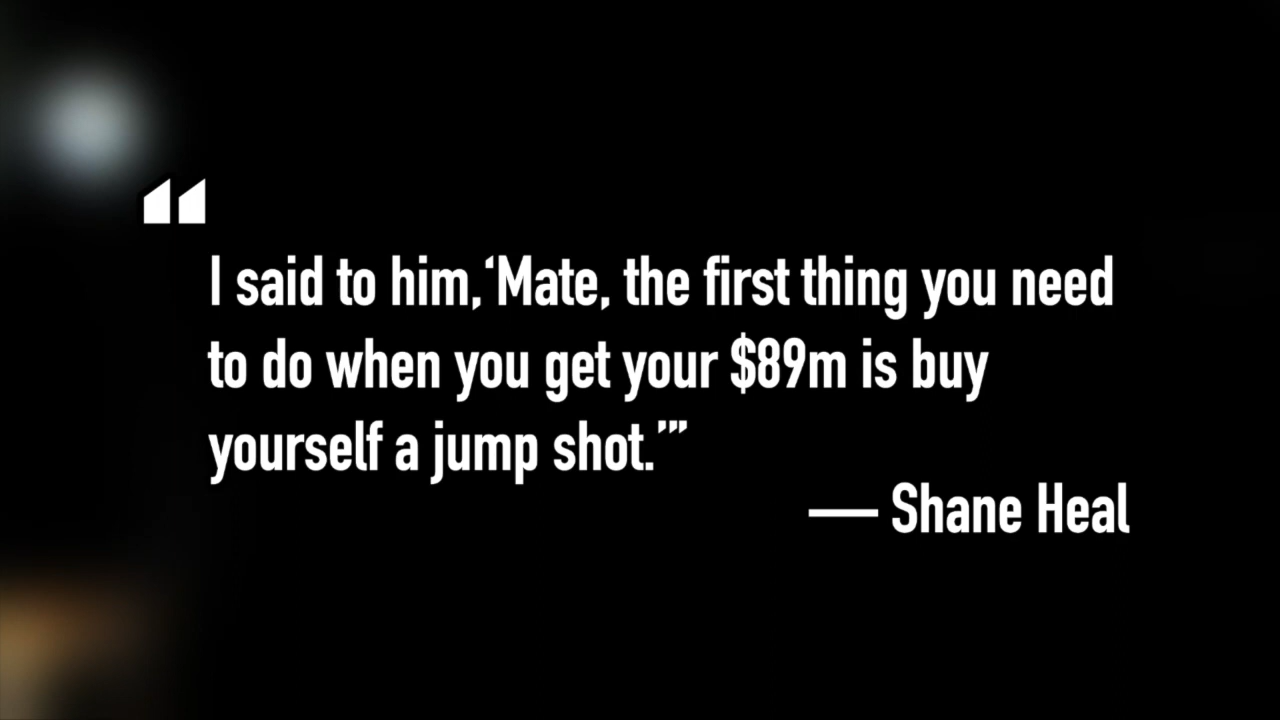 “
I said to him,‘Mate, the first thing you need
to do when you get your $89m is buy
yourself a jump shot.’”
— Shane Heal